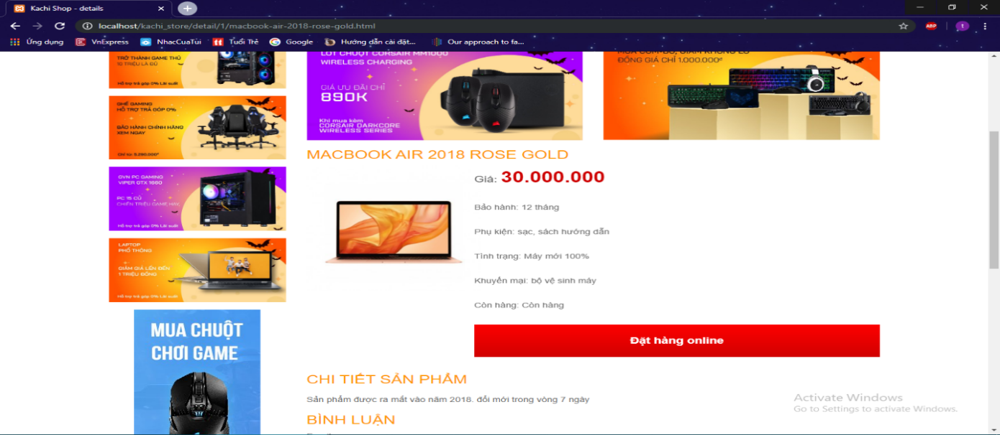 Kachi Shop - details
localhost/kachi_store/detail/1/macbook-air-2018-rose-gold.html
ABP
t
Ứng dụng
VnExpress
NhacCuaTui
Tuổi Trẻ
Google
Hướng dẫn cài đặt...
Our approach to fa...
TRỞ THÀNH GAME THỦ
10 TRIỆU LÀ ĐỦ
Hỗ trợ trả góp 0% Lãi suất
GHẾ GAMING
HỖ TRỢ TRẢ GÓP 0%
BẢO HÀNH CHÍNH HÃNG
XEM NGAY
Chỉ từ: 3.290.000đ
GVN PC GAMING
VIPER GTX 1660
PC 15 CỦ
CHIẾN TRIỆU GAME HAY
Hỗ trợ trả góp 0% Lãi suất
LAPTOP
PHỔ THÔNG
GIẢM GIÁ LÊN ĐẾN
1 TRIỆU ĐỒNG
Hỗ trợ trả góp 0% Lãi suất
MUA CHUỘT
CHƠI GAME
LÓT CHUỘT CORSAIR MM1000
WIRELESS CHARGING
GIÁ ƯU ĐÃI CHỈ
890K
Khi mua kèm
CORSAIR DARKCORE
WIRELESS SERIES
MUA COM-BO, GIẢM KHỔNG LỒ
ĐỒNG GIÁ CHỈ 1.000.000đ
MACBOOK AIR 2018 ROSE GOLD
Giá: 30.000.000
Bảo hành: 12 tháng
Phụ kiện: sạc, sách hướng dẫn
Tình trạng: Máy mới 100%
Khuyến mại: bộ vệ sinh máy
Còn hàng: Còn hàng
Đặt hàng online
CHI TIẾT SẢN PHẨM
Sản phẩm được ra mắt vào năm 2018. đổi mới trong vòng 7 ngày
BÌNH LUẬN
Activate Windows
Go to Settings to activate Windows.